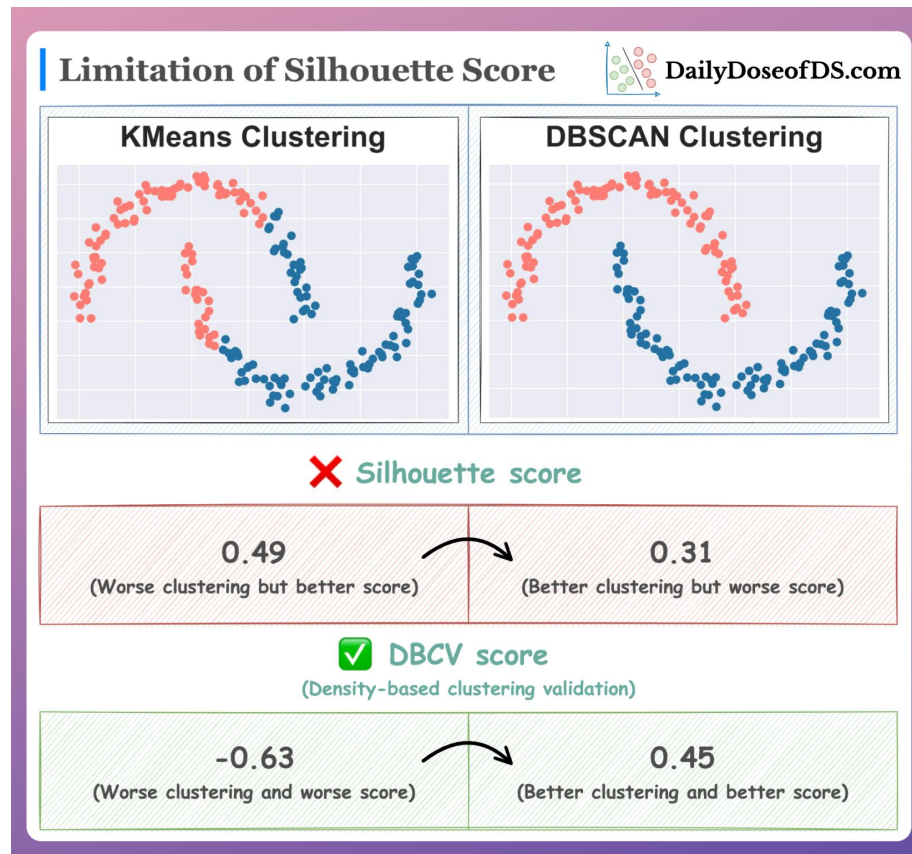 Limitation of Silhouette Score
DailyDoseofDS.com
KMeans Clustering
DBSCAN Clustering
❌ Silhouette score
0.49
(Worse clustering but better score)
0.31
(Better clustering but worse score)
✅ DBCV score
(Density-based clustering validation)
-0.63
(Worse clustering and worse score)
0.45
(Better clustering and better score)